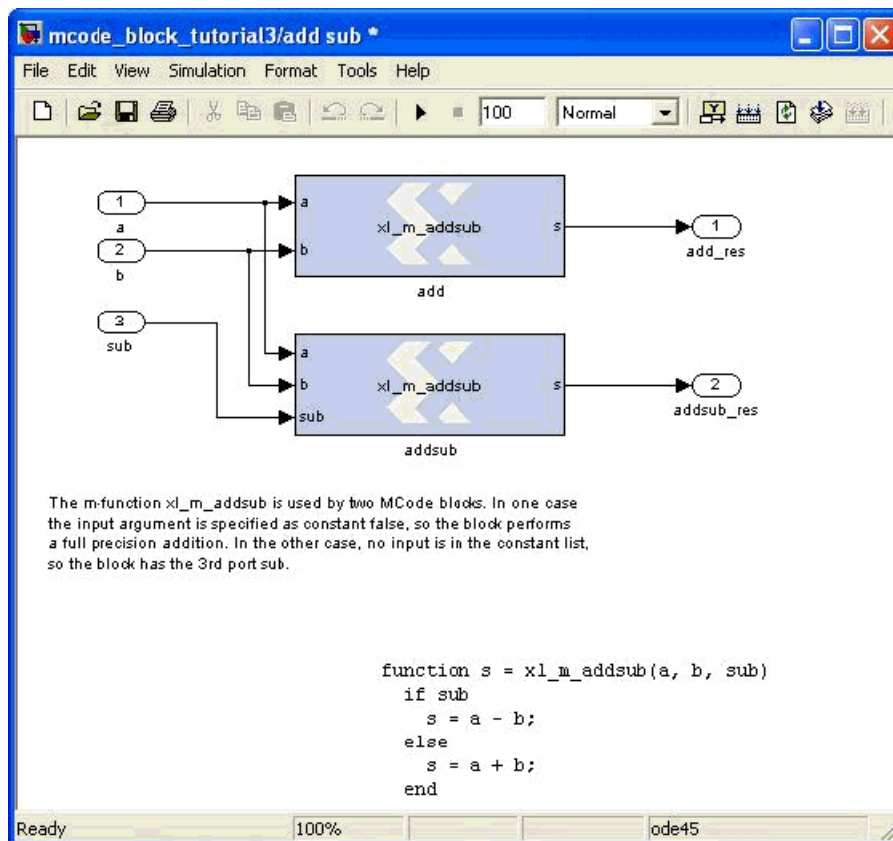 mcode_block_tutorial3/add sub *
File Edit View Simulation Format Tools Help
100 Normal
1
a
2
b
3
sub
a
b
xl_m_addsub
s
add
1
add_res
a
b
sub
xl_m_addsub
s
addsub
2
addsub_res
The m-function xl_m_addsub is used by two MCode blocks. In one case
the input argument is specified as constant false, so the block performs
a full precision addition. In the other case, no input is in the constant list,
so the block has the 3rd port sub.
function s = xl_m_addsub(a, b, sub)
if sub
s = a - b;
else
s = a + b;
end
Ready 100% ode45